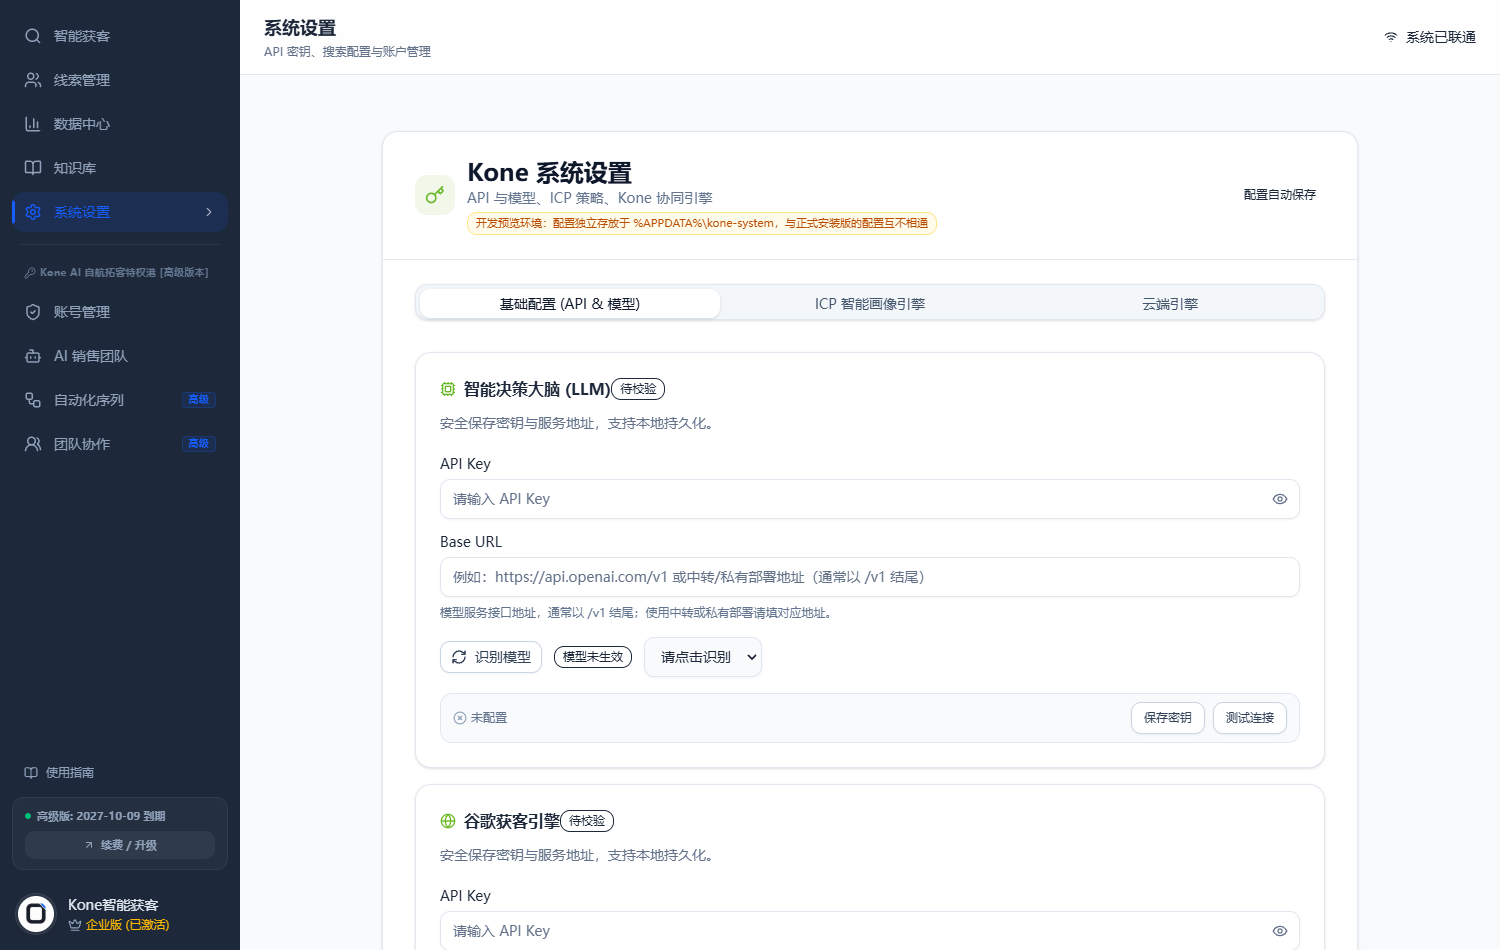 智能获客
线索管理
数据中心
知识库
系统设置
Kone AI 自航拓客特权港 [高级版本]
账号管理
AI 销售团队
自动化序列 高级
团队协作 高级
使用指南
高级版: 2027-10-09 到期
续费 / 升级
Kone智能获客
企业版 (已激活)
系统设置
API 密钥、搜索配置与账户管理
系统已联通
Kone 系统设置
API 与模型、ICP 策略、Kone 协同引擎
开发预览环境：配置独立存放于 %APPDATA%\kone-system，与正式安装版的配置互不相通
配置自动保存
基础配置 (API & 模型) ICP 智能画像引擎 云端引擎
智能决策大脑 (LLM) 待校验
安全保存密钥与服务地址，支持本地持久化。
API Key
请输入 API Key
Base URL
例如：https://api.openai.com/v1 或中转/私有部署地址（通常以 /v1 结尾）
模型服务接口地址，通常以 /v1 结尾；使用中转或私有部署请填对应地址。
识别模型 模型未生效 请点击识别
未配置 保存密钥 测试连接
谷歌获客引擎 待校验
安全保存密钥与服务地址，支持本地持久化。
API Key
请输入 API Key